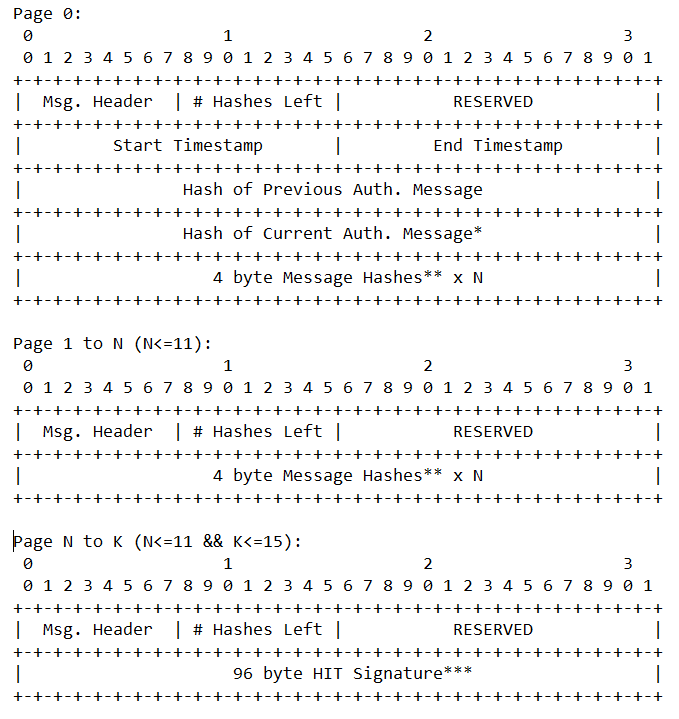 Page 0:
 0                   1                   2                   3
 0 1 2 3 4 5 6 7 8 9 0 1 2 3 4 5 6 7 8 9 0 1 2 3 4 5 6 7 8 9 0 1
+-+-+-+-+-+-+-+-+-+-+-+-+-+-+-+-+-+-+-+-+-+-+-+-+-+-+-+-+-+-+-+-+
|  Msg. Header  | # Hashes Left |           RESERVED            |
+-+-+-+-+-+-+-+-+-+-+-+-+-+-+-+-+-+-+-+-+-+-+-+-+-+-+-+-+-+-+-+-+
|         Start Timestamp       |         End Timestamp         |
+-+-+-+-+-+-+-+-+-+-+-+-+-+-+-+-+-+-+-+-+-+-+-+-+-+-+-+-+-+-+-+-+
|                Hash of Previous Auth. Message                 |
+-+-+-+-+-+-+-+-+-+-+-+-+-+-+-+-+-+-+-+-+-+-+-+-+-+-+-+-+-+-+-+-+
|                Hash of Current Auth. Message*                 |
+-+-+-+-+-+-+-+-+-+-+-+-+-+-+-+-+-+-+-+-+-+-+-+-+-+-+-+-+-+-+-+-+
|                   4 byte Message Hashes** x N                 |
+-+-+-+-+-+-+-+-+-+-+-+-+-+-+-+-+-+-+-+-+-+-+-+-+-+-+-+-+-+-+-+-+
Page 1 to N (N<=11):
 0                   1                   2                   3
 0 1 2 3 4 5 6 7 8 9 0 1 2 3 4 5 6 7 8 9 0 1 2 3 4 5 6 7 8 9 0 1
+-+-+-+-+-+-+-+-+-+-+-+-+-+-+-+-+-+-+-+-+-+-+-+-+-+-+-+-+-+-+-+-+
|  Msg. Header  | # Hashes Left |           RESERVED            |
+-+-+-+-+-+-+-+-+-+-+-+-+-+-+-+-+-+-+-+-+-+-+-+-+-+-+-+-+-+-+-+-+
|                   4 byte Message Hashes** x N                 |
+-+-+-+-+-+-+-+-+-+-+-+-+-+-+-+-+-+-+-+-+-+-+-+-+-+-+-+-+-+-+-+-+
Page N to K (N<=11 && K<=15):
 0                   1                   2                   3
 0 1 2 3 4 5 6 7 8 9 0 1 2 3 4 5 6 7 8 9 0 1 2 3 4 5 6 7 8 9 0 1
+-+-+-+-+-+-+-+-+-+-+-+-+-+-+-+-+-+-+-+-+-+-+-+-+-+-+-+-+-+-+-+-+
|  Msg. Header  | # Hashes Left |           RESERVED            |
+-+-+-+-+-+-+-+-+-+-+-+-+-+-+-+-+-+-+-+-+-+-+-+-+-+-+-+-+-+-+-+-+
|                     96 byte HIT Signature***                  |
+-+-+-+-+-+-+-+-+-+-+-+-+-+-+-+-+-+-+-+-+-+-+-+-+-+-+-+-+-+-+-+-+